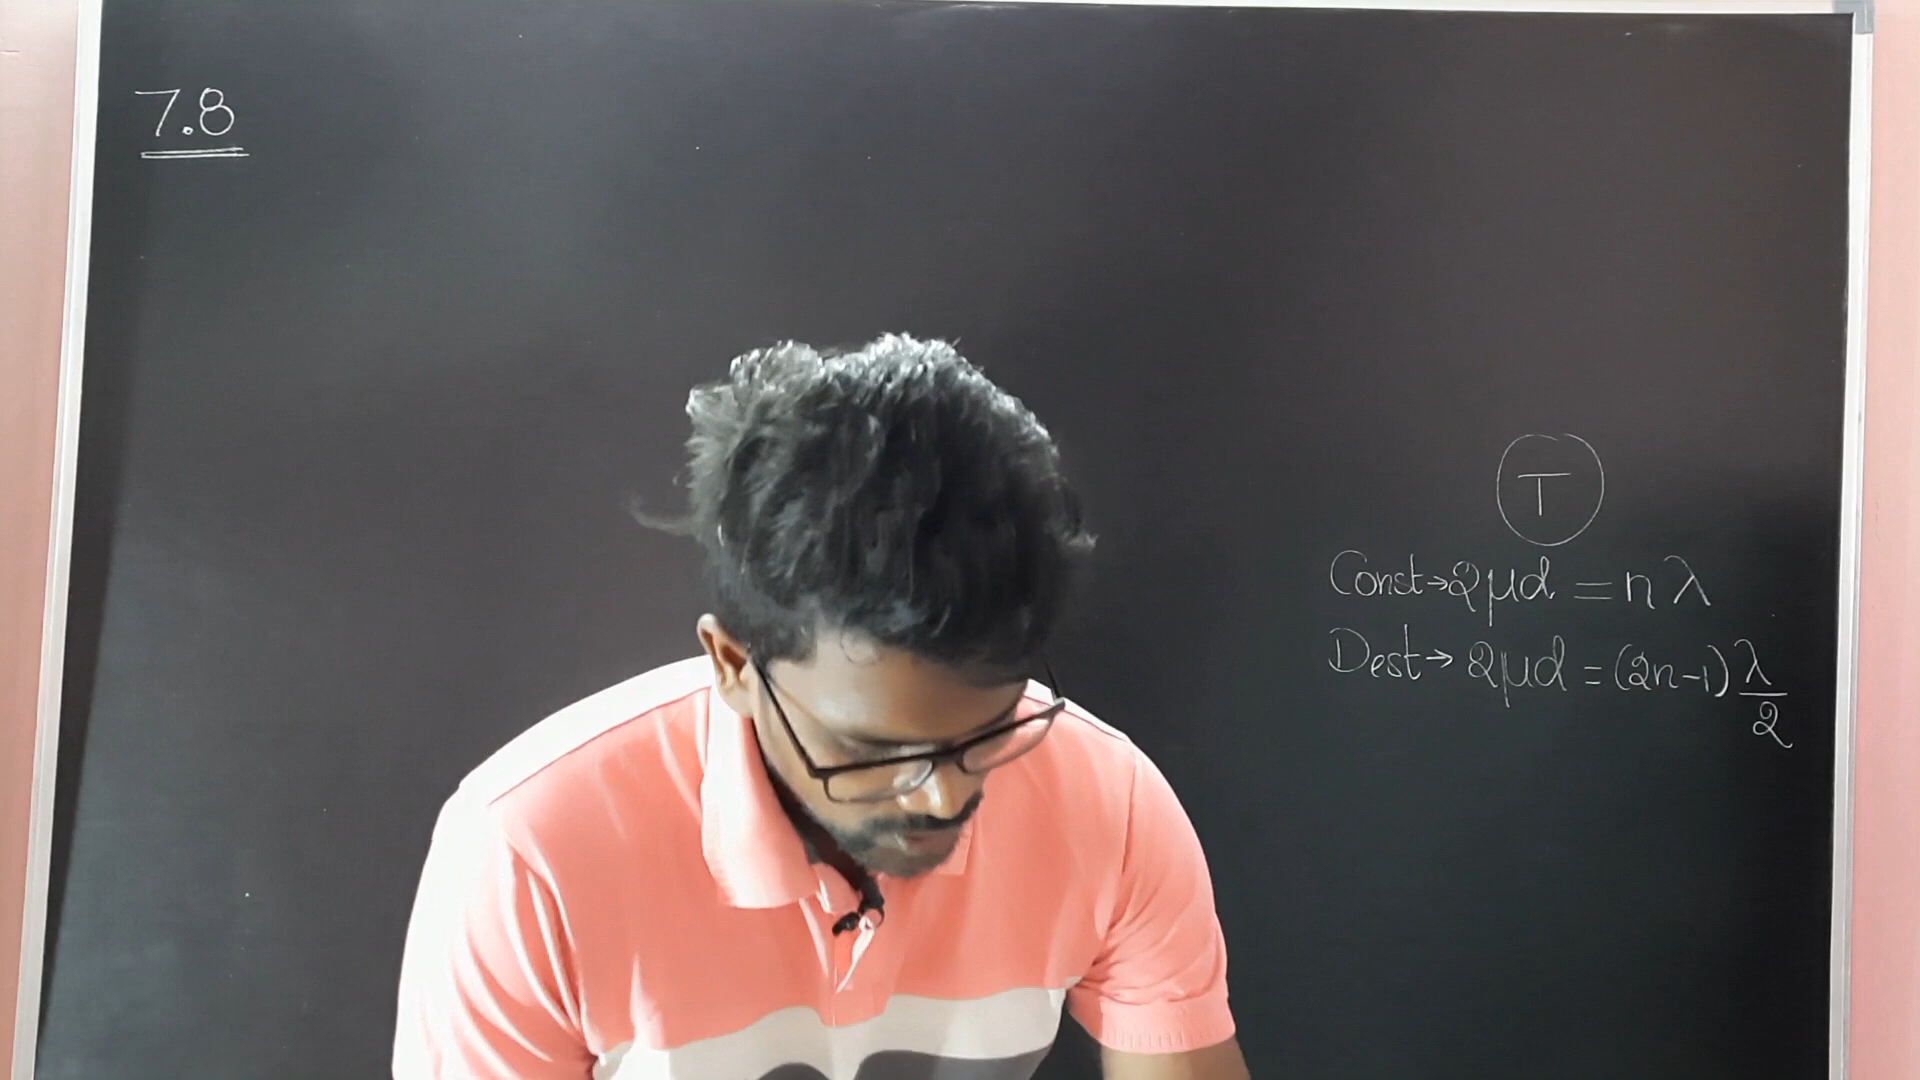 7.8
T
Const→2μd = nλ
Dest→ 2μd = (2n-1) λ/2